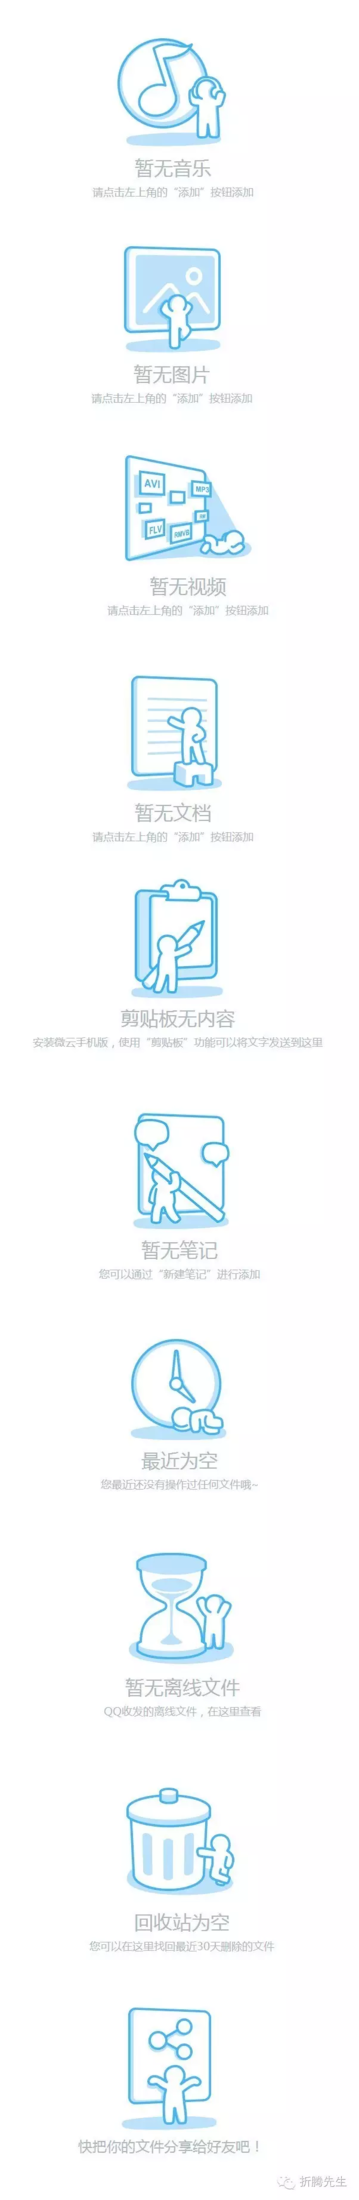 暂无音乐
请点击左上角的“添加”按钮添加
暂无图片
请点击左上角的“添加”按钮添加
AVI
MP3
FLV
RMVB
暂无视频
请点击左上角的“添加”按钮添加
暂无文档
请点击左上角的“添加”按钮添加
剪贴板无内容
安装微云手机版，使用“剪贴板”功能可以将文字发送到这里
暂无笔记
您可以通过“新建笔记”进行添加
最近为空
您最近还没有操作过任何文件哦~
暂无离线文件
QQ收发的离线文件，在这里查看
回收站为空
您可以在这里找回最近30天删除的文件
快把你的文件分享给好友吧！
折腾先生